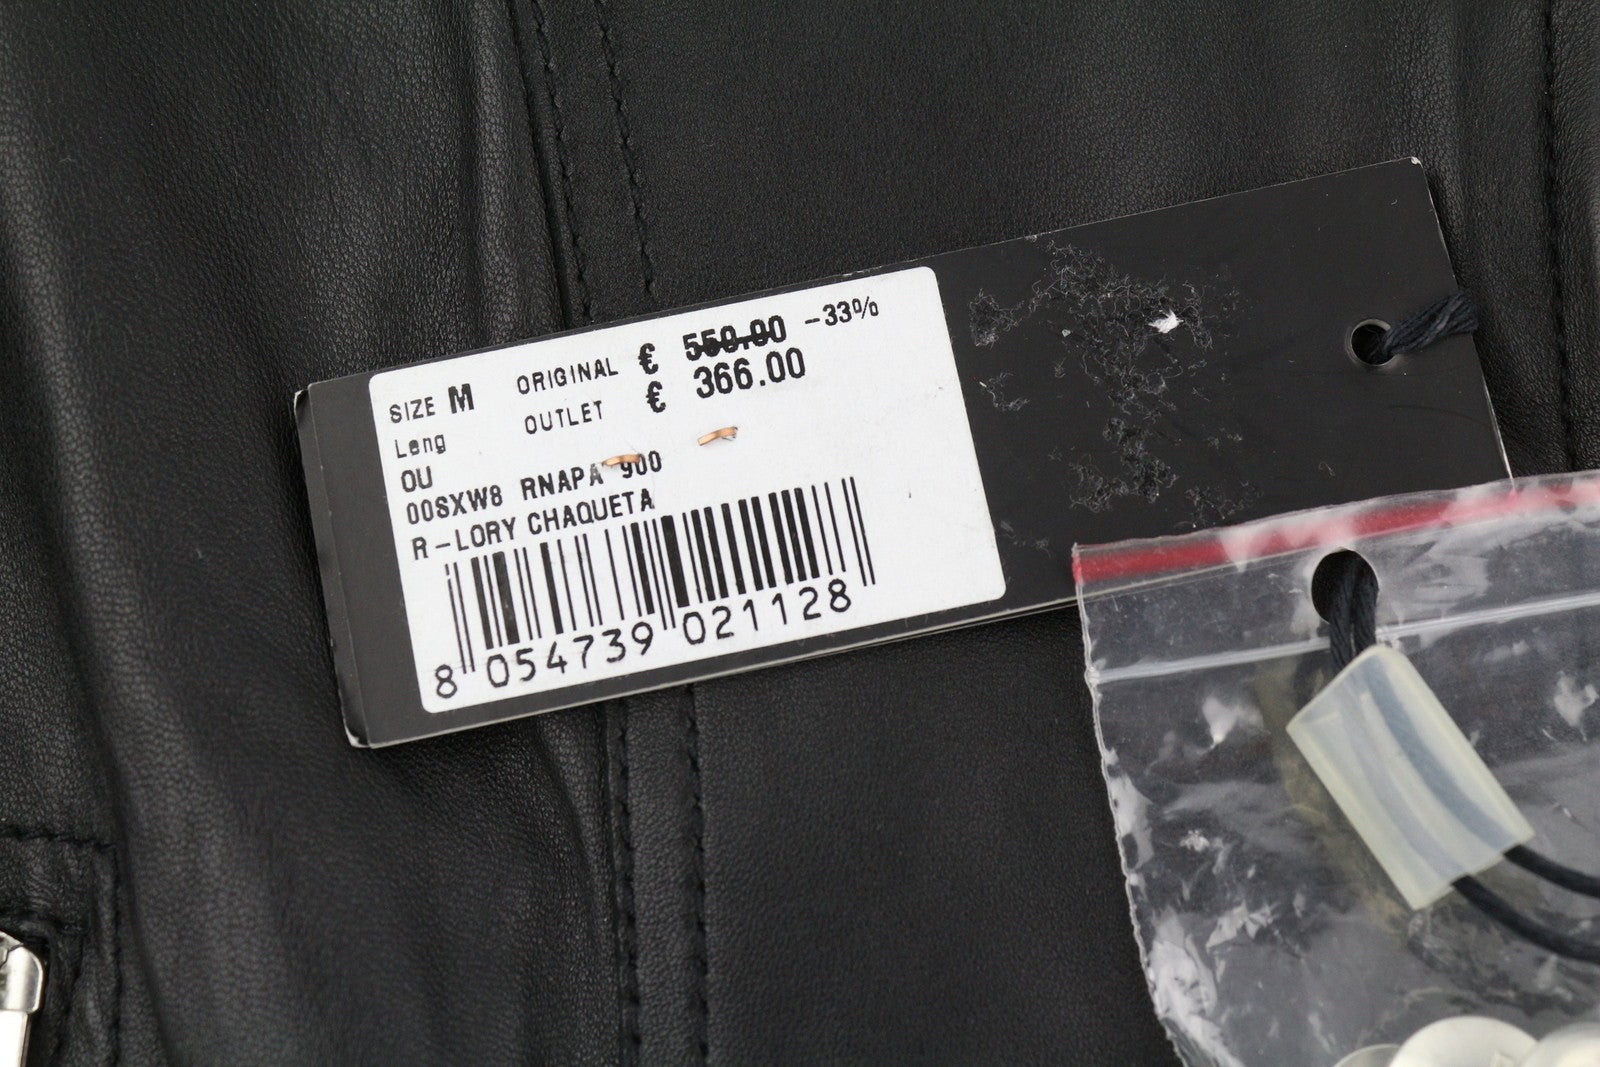 SIZE M ORIGINAL € 550.00 -33%
Leng OUTLET € 366.00
OU
00SXW8 RNAPA 900
R-LORY CHAQUETA
8 054739 021128